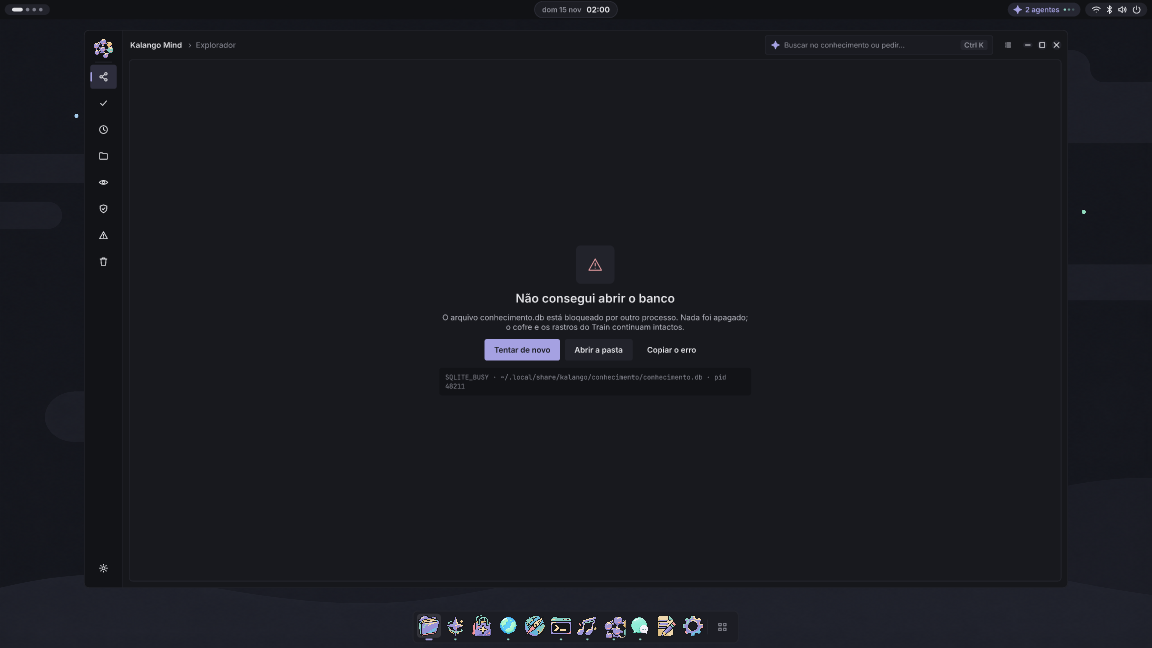 dom 15 nov 02:00
2 agentes
Kalango Mind › Explorador
Buscar no conhecimento ou pedir... Ctrl K
Não consegui abrir o banco
O arquivo conhecimento.db está bloqueado por outro processo. Nada foi apagado;
o cofre e os rastros do Train continuam intactos.
Tentar de novo
Abrir a pasta
Copiar o erro
SQLITE_BUSY · ~/.local/share/kalango/conhecimento/conhecimento.db · pid
48211